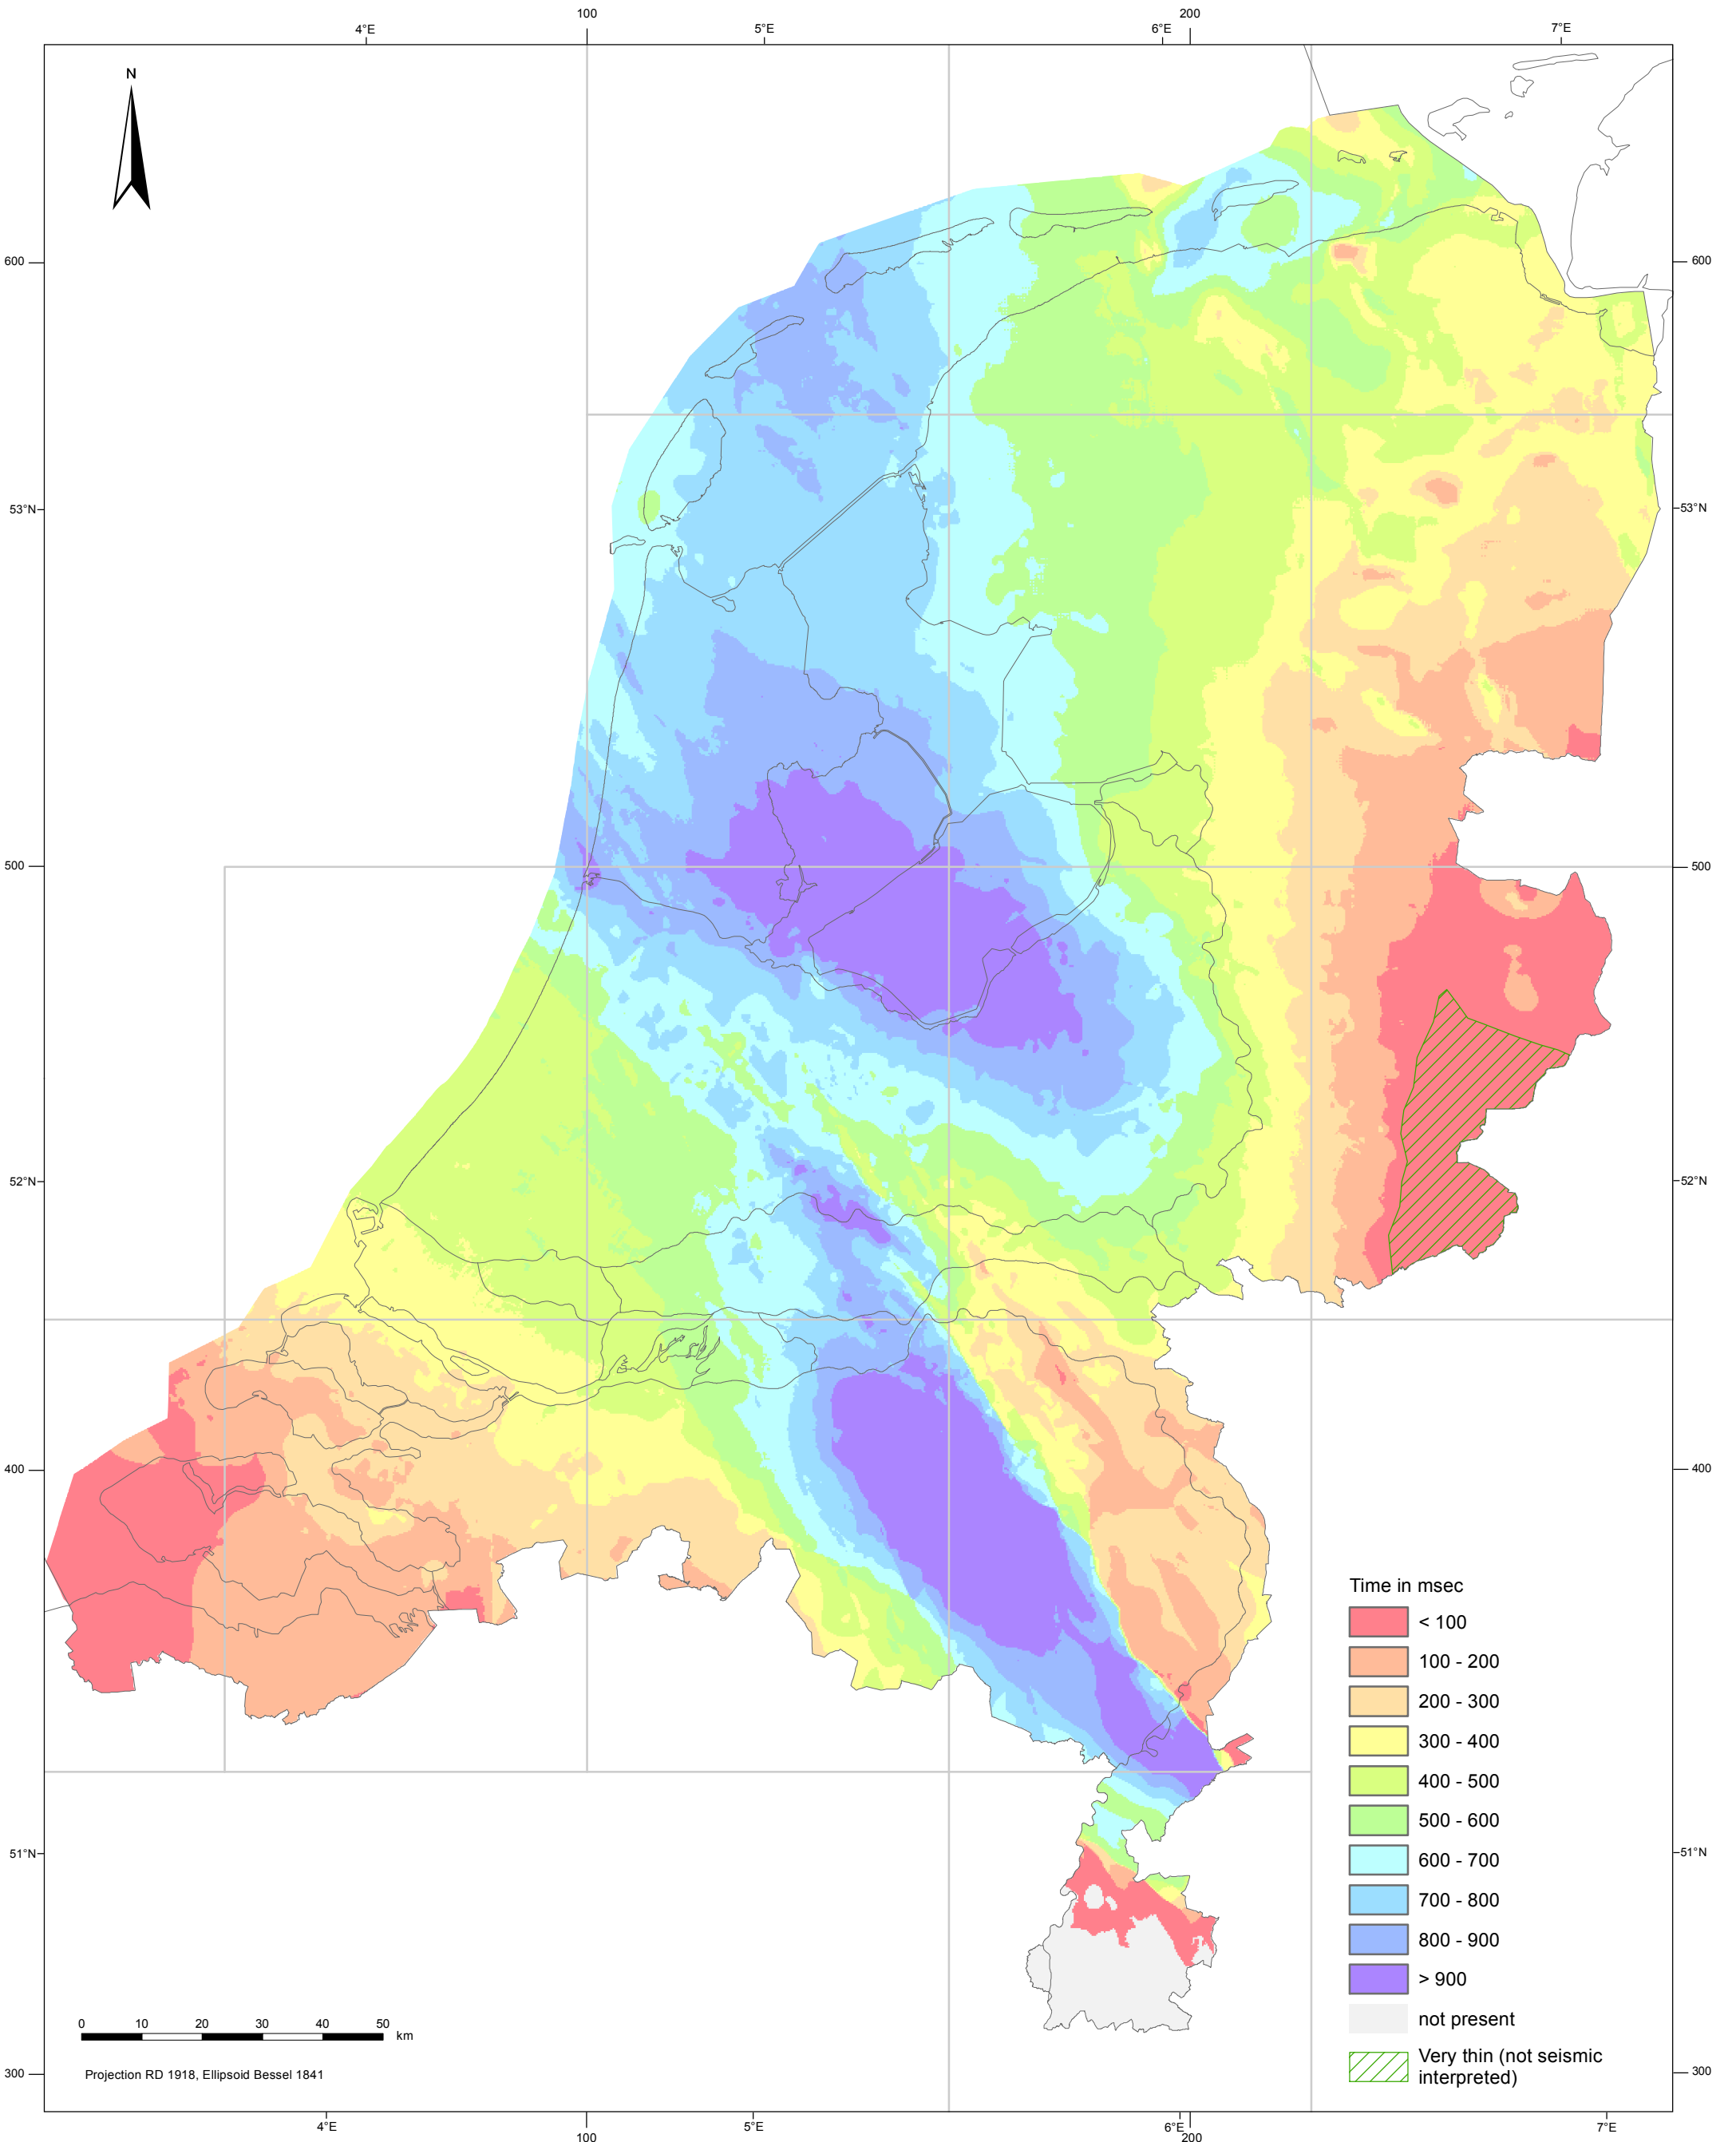 100
200
4°E
5°E
6°E
7°E
N
600
600
53°N
53°N
500
500
52°N
52°N
400
400
Time in msec
< 100
100 - 200
200 - 300
300 - 400
400 - 500
500 - 600
600 - 700
700 - 800
800 - 900
> 900
not present
Very thin (not seismic
interpreted)
51°N
51°N
0 10 20 30 40 50
km
Projection RD 1918, Ellipsoid Bessel 1841
300
300
4°E
5°E
6°E
7°E
100
200